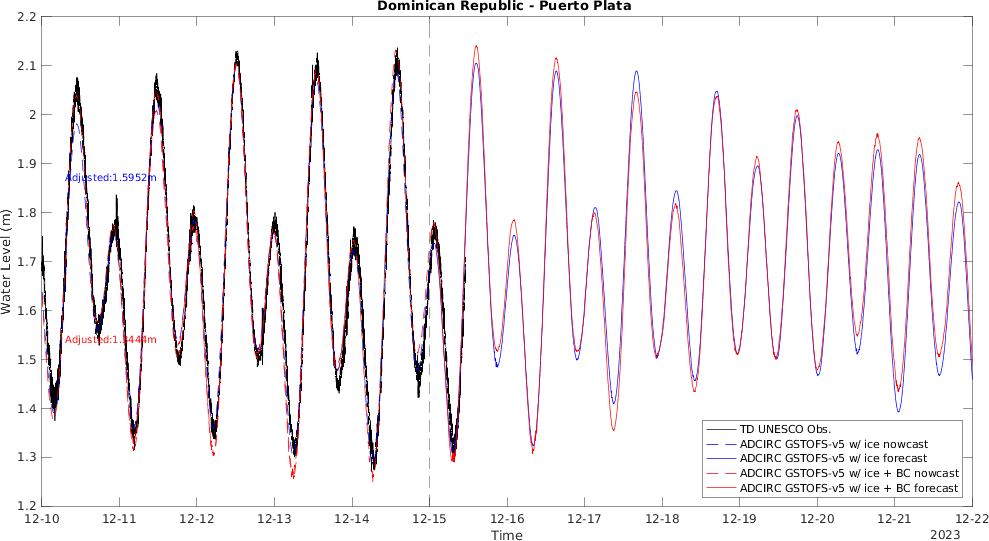 Dominican Republic - Puerto Plata
2.2
2.1
2
1.9
1.8
1.7
1.6
1.5
1.4
1.3
1.2
Water Level (m)
Adjusted:1.5952m
12-10
12-11
12-12
12-13
12-14
12-15
12-16
12-17
12-18
12-19
12-20
12-21
12-22
Time
2023
TD UNESCO Obs.
ADCIRC GSTOFS-v5 w/ ice nowcast
ADCIRC GSTOFS-v5 w/ ice forecast
ADCIRC GSTOFS-v5 w/ ice + BC nowcast
ADCIRC GSTOFS-v5 w/ ice + BC forecast